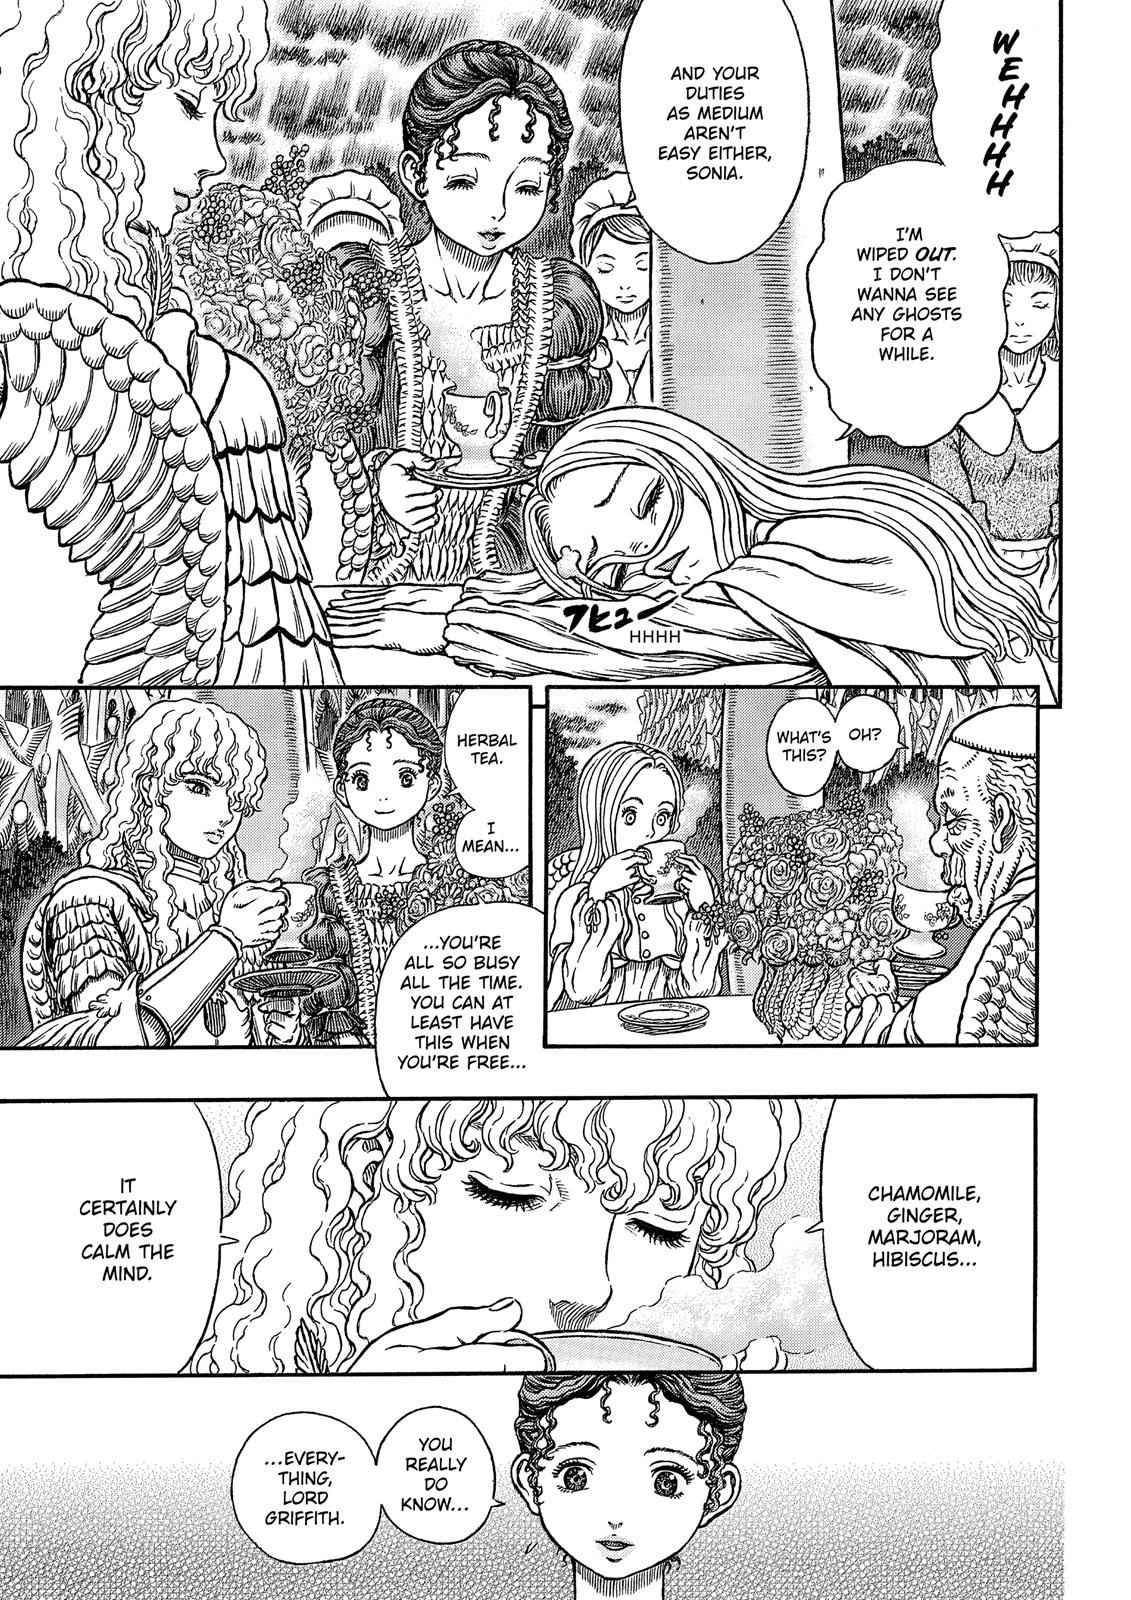 WEHHHH
I'M
WIPED OUT.
I DON'T
WANNA SEE
ANY GHOSTS
FOR A
WHILE.
AND YOUR
DUTIES
AS MEDIUM
AREN'T
EASY EITHER,
SONIA.
フヒューー
HHHH
OH?
WHAT'S
THIS?
HERBAL
TEA.
I
MEAN...
...YOU'RE
ALL SO BUSY
ALL THE TIME.
YOU CAN AT
LEAST HAVE
THIS WHEN
YOU'RE FREE...
CHAMOMILE,
GINGER,
MARJORAM,
HIBISCUS...
IT
CERTAINLY
DOES
CALM THE
MIND.
YOU
REALLY
DO
KNOW...
...EVERY-
THING,
LORD
GRIFFITH.